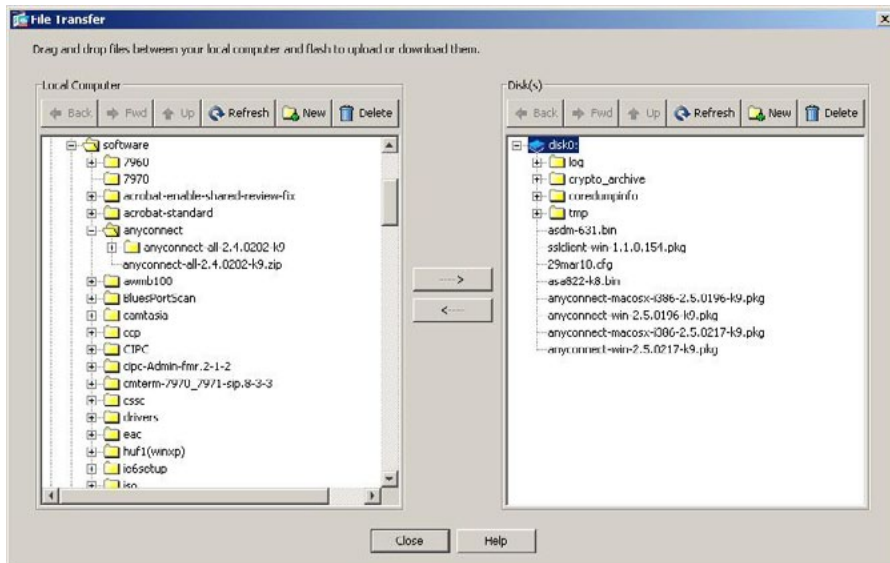 File Transfer
Drag and drop files between your local computer and flash to upload or download them.
Local Computer
Back Fwd Up Refresh New Delete
software
7960
7970
acrobat-enable-shared-review-fix
acrobat-standard
anyconnect
anyconnect-all-2.4.0202-k9
anyconnect-all-2.4.0202-k9.zip
awmb100
BluesPortScan
camtasia
ccp
CIPC
cipc-Admin-fmr.2-1-2
cmterm-7970_7971-sip.8-3-3
cssc
drivers
eac
huf1(winxp)
ie6setup
iso
--->
<---
Disk(s)
Back Fwd Up Refresh New Delete
disk0:
log
crypto_archive
coredumpinfo
tmp
asdm-631.bin
sslclient-win-1.1.0.154.pkg
29mar10.cfg
asa822-k8.bin
anyconnect-macosx-i386-2.5.0196-k9.pkg
anyconnect-win-2.5.0196-k9.pkg
anyconnect-macosx-i386-2.5.0217-k9.pkg
anyconnect-win-2.5.0217-k9.pkg
Close Help